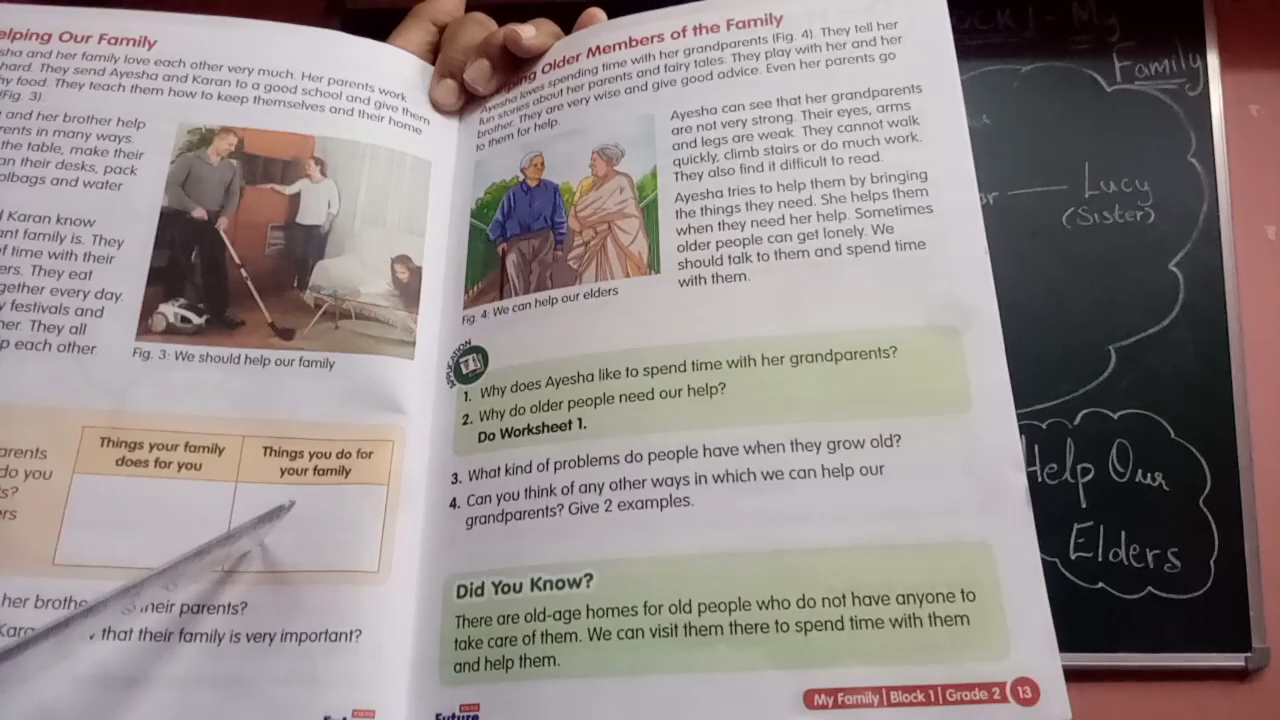 elping Our Family
sha and her family love each other very much. Her parents work
hard. They send Ayesha and Karan to a good school and give them
hy food. They teach them how to keep themselves and their home
(Fig. 3).
and her brother help
rents in many ways.
the table, make their
an their desks, pack
olbags and water
Karan know
ant family is. They
of time with their
ers. They eat
gether every day.
y festivals and
her. They all
p each other.
Fig. 3: We should help our family
arents
do you
s?
ers
Things your family
does for you
Things you do for
your family
her brothe their parents?
Kara that their family is very important?
ping Older Members of the Family
Ayesha loves spending time with her grandparents (Fig. 4). They tell her
fun stories about her parents and fairy tales. They play with her and her
brother. They are very wise and give good advice. Even her parents go
to them for help.
Ayesha can see that her grandparents
are not very strong. Their eyes, arms
and legs are weak. They cannot walk
quickly, climb stairs or do much work.
They also find it difficult to read.
Ayesha tries to help them by bringing
the things they need. She helps them
when they need her help. Sometimes
older people can get lonely. We
should talk to them and spend time
with them.
Fig. 4: We can help our elders
APPLICATION
1. Why does Ayesha like to spend time with her grandparents?
2. Why do older people need our help?
Do Worksheet 1.
3. What kind of problems do people have when they grow old?
4. Can you think of any other ways in which we can help our
grandparents? Give 2 examples.
Did You Know?
There are old-age homes for old people who do not have anyone to
take care of them. We can visit them there to spend time with them
and help them.
My Family | Block 1 | Grade 2 13
Future
OCK 1 - My
Family
Lucy
(Sister)
Help Our
Elders